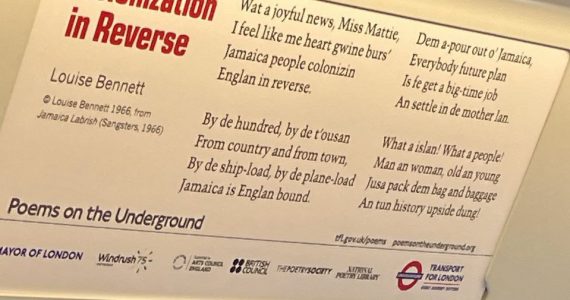 in Reverse
Louise Bennett
© Louise Bennett 1966, from
Jamaica Labrish (Sangsters, 1966)
Wat a joyful news, Miss Mattie,
I feel like me heart gwine burs'
Jamaica people colonizin
Englan in reverse.
By de hundred, by de t'ousan
From country and from town,
By de ship-load, by de plane-load
Jamaica is Englan bound.
Dem a-pour out o' Jamaica,
Everybody future plan
Is fe get a big-time job
An settle in de mother lan.
What a islan! What a people!
Man an woman, old an young
Jusa pack dem bag and baggage
An tun history upside dung!
Poems on the Underground
tfl.gov.uk/poems poemsontheunderground.org
MAYOR OF LONDON
Windrush 75
ARTS COUNCIL
ENGLAND
BRITISH
COUNCIL
THE POETRY SOCIETY
NATIONAL
POETRY LIBRARY
TRANSPORT
FOR LONDON